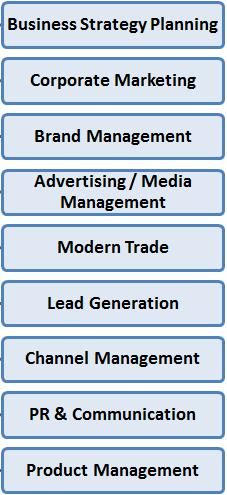 Business Strategy Planning
Corporate Marketing
Brand Management
Advertising / Media
Management
Modern Trade
Lead Generation
Channel Management
PR & Communication
Product Management